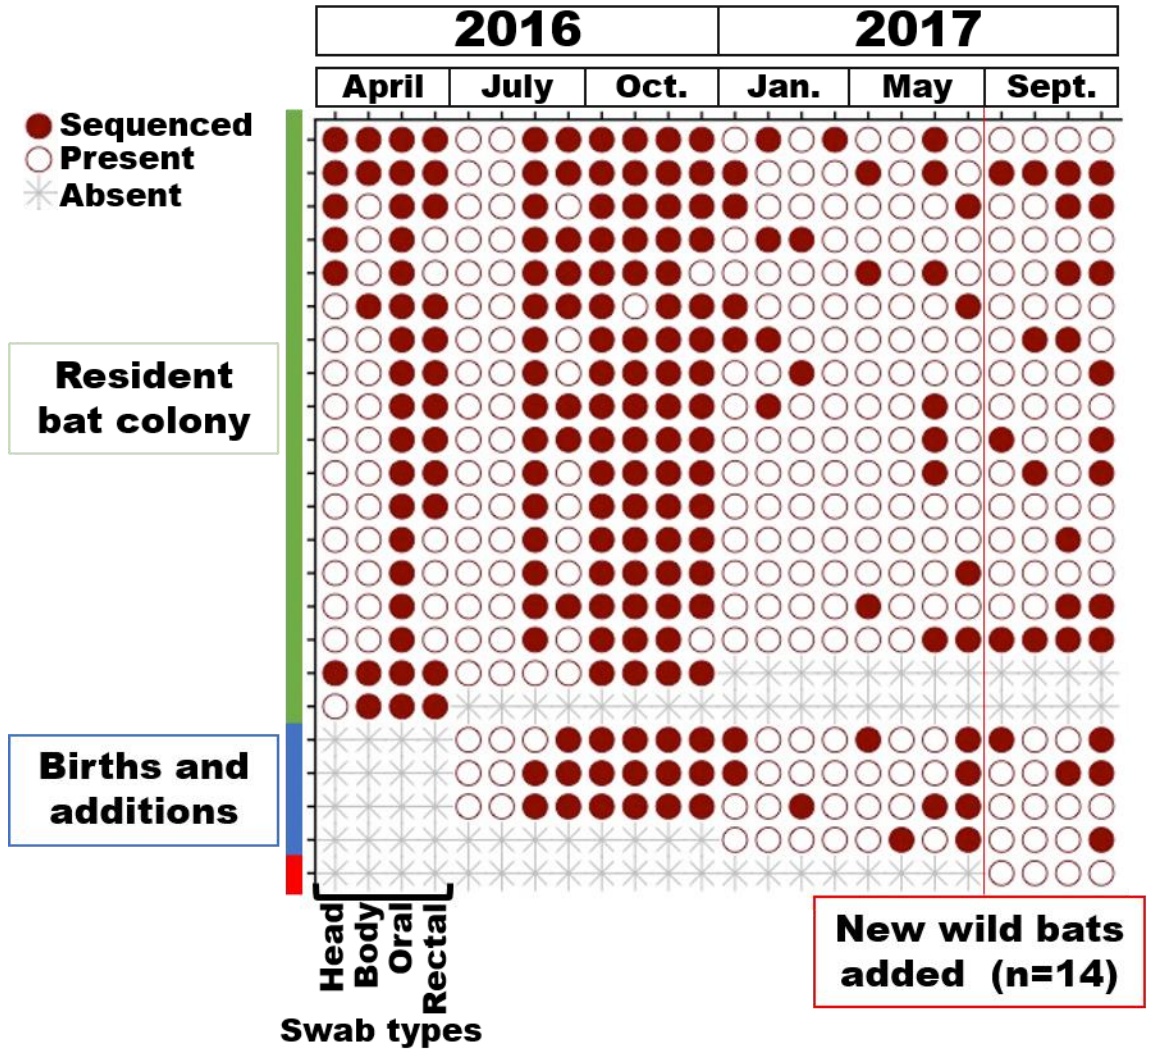 2016 2017
April July Oct. Jan. May Sept.
Sequenced
Present
Absent
Resident
bat colony
Births and
additions
Head Body Oral Rectal
Swab types
New wild bats
added (n=14)